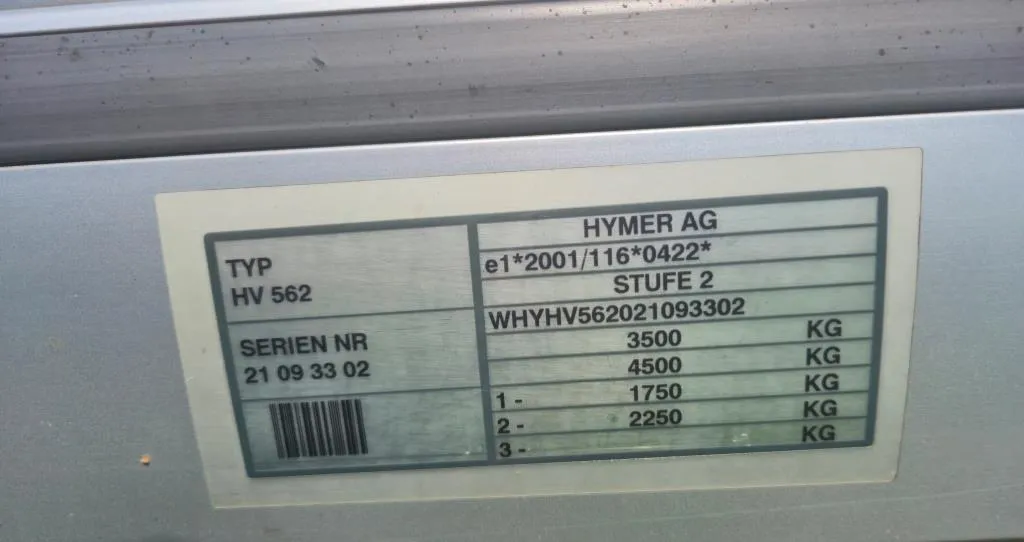 TYP
HV 562
SERIEN NR
21 09 33 02
HYMER AG
e1*2001/116*0422*
STUFE 2
WHYHV562021093302
3500 KG
4500 KG
1 - 1750 KG
2 - 2250 KG
3 - KG